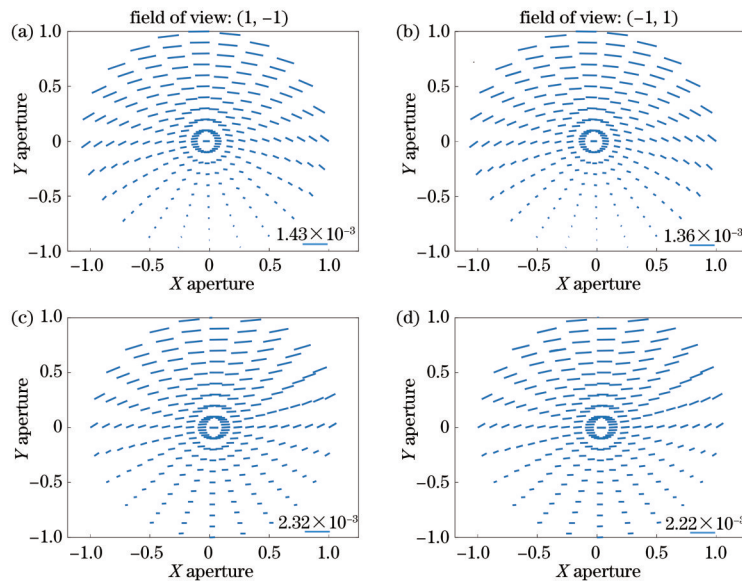 field of view: (1, −1)
field of view: (−1, 1)
(a)
(b)
1.0
0.5
0
−0.5
−1.0
Y aperture
1.43×10⁻³
−1.0 −0.5 0 0.5 1.0
X aperture
1.0
0.5
0
−0.5
−1.0
Y aperture
1.36×10⁻³
−1.0 −0.5 0 0.5 1.0
X aperture
(c)
1.0
0.5
0
−0.5
−1.0
Y aperture
2.32×10⁻³
−1.0 −0.5 0 0.5 1.0
X aperture
(d)
1.0
0.5
0
−0.5
−1.0
Y aperture
2.22×10⁻³
−1.0 −0.5 0 0.5 1.0
X aperture